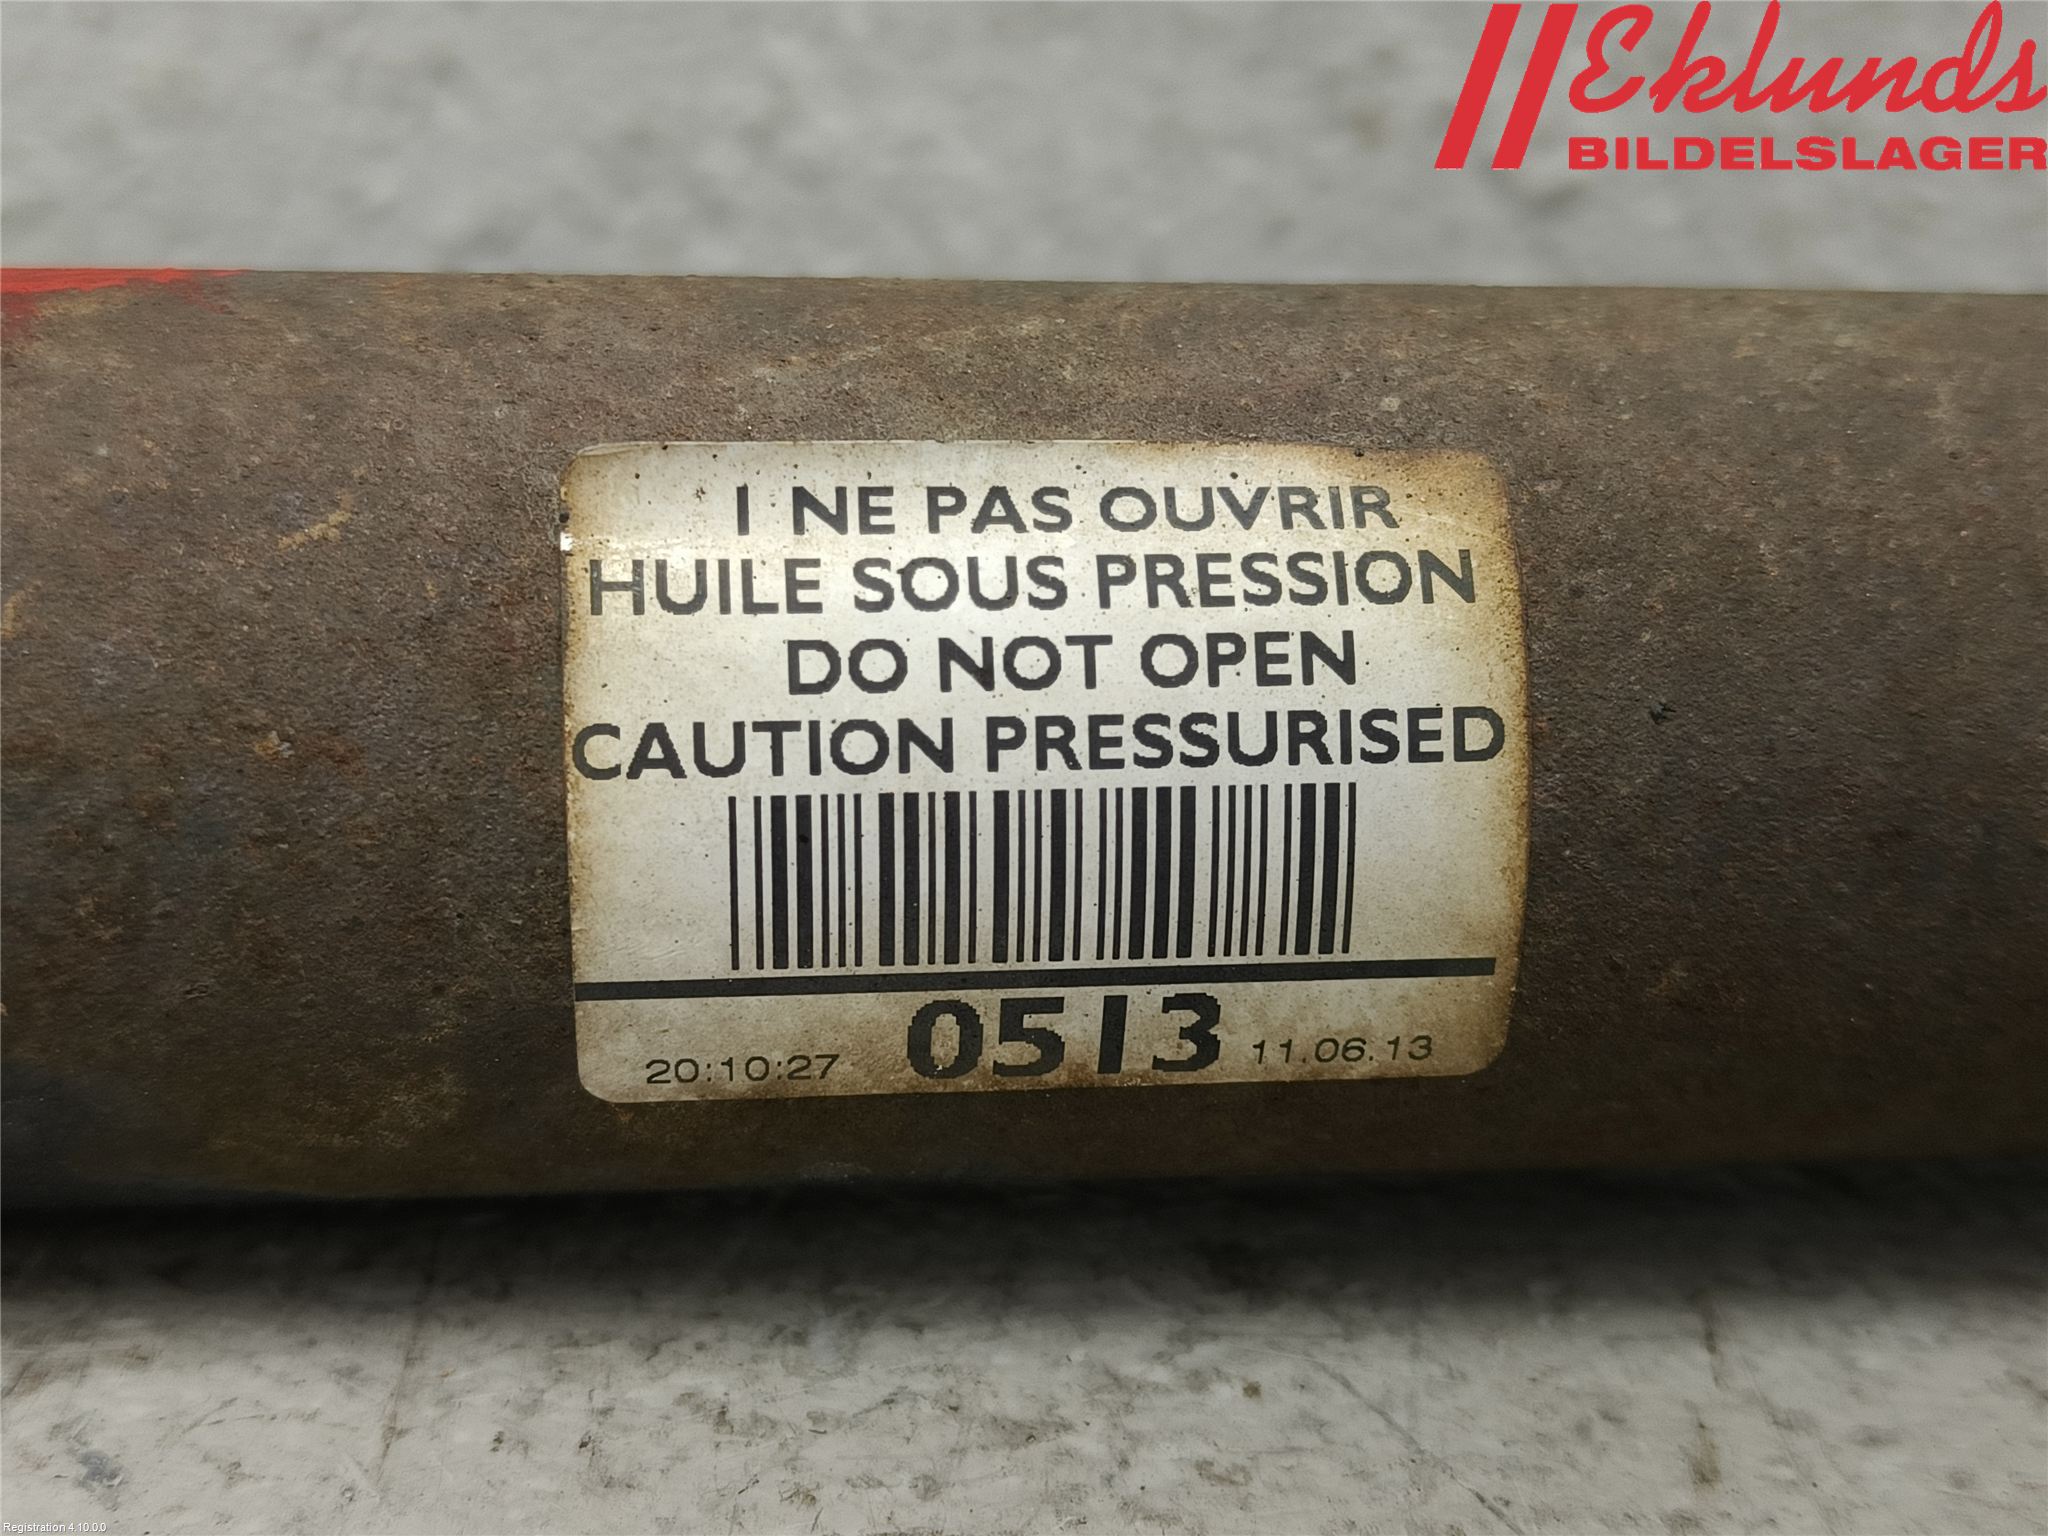 Eklunds
BILDELSLAGER
I NE PAS OUVRIR
HUILE SOUS PRESSION
DO NOT OPEN
CAUTION PRESSURISED
20:10:27 0513 11.06.13
Registration 4.10.0.0